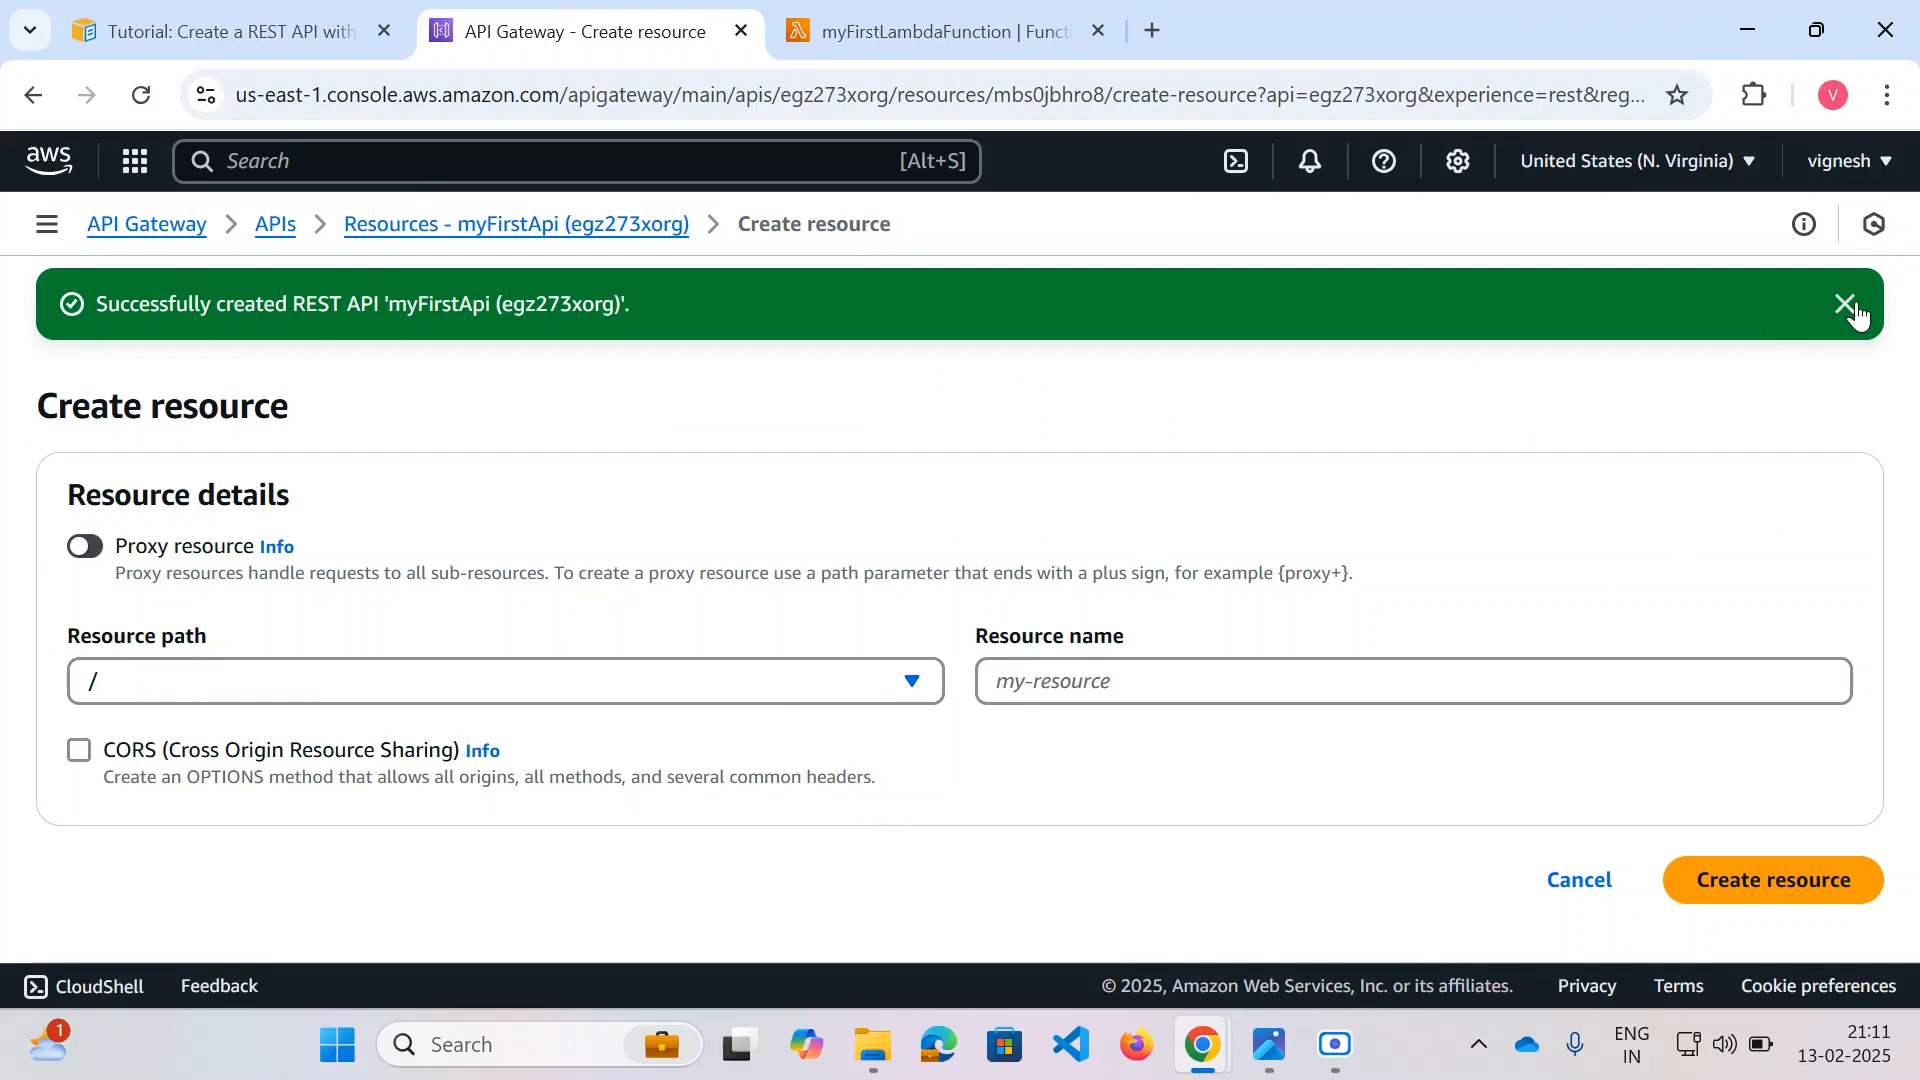 Tutorial: Create a REST API with
API Gateway - Create resource
myFirstLambdaFunction | Funct
us-east-1.console.aws.amazon.com/apigateway/main/apis/egz273xorg/resources/mbs0jbhro8/create-resource?api=egz273xorg&experience=rest&reg...
V
aws
Search
[Alt+S]
United States (N. Virginia)
vignesh
API Gateway
APIs
Resources - myFirstApi (egz273xorg)
Create resource
Successfully created REST API 'myFirstApi (egz273xorg)'.
Create resource
Resource details
Proxy resource Info
Proxy resources handle requests to all sub-resources. To create a proxy resource use a path parameter that ends with a plus sign, for example {proxy+}.
Resource path
Resource name
/
my-resource
CORS (Cross Origin Resource Sharing) Info
Create an OPTIONS method that allows all origins, all methods, and several common headers.
Cancel
Create resource
CloudShell
Feedback
© 2025, Amazon Web Services, Inc. or its affiliates.
Privacy
Terms
Cookie preferences
1
Search
ENG
IN
21:11
13-02-2025